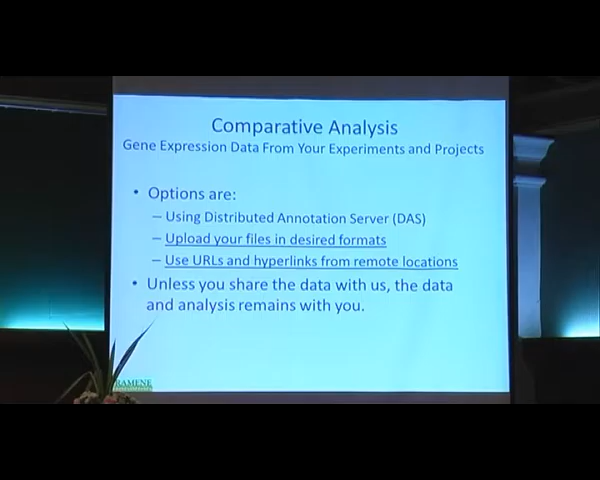 Comparative Analysis
Gene Expression Data From Your Experiments and Projects
• Options are:
– Using Distributed Annotation Server (DAS)
– Upload your files in desired formats
– Use URLs and hyperlinks from remote locations
• Unless you share the data with us, the data
and analysis remains with you.
RAMENE